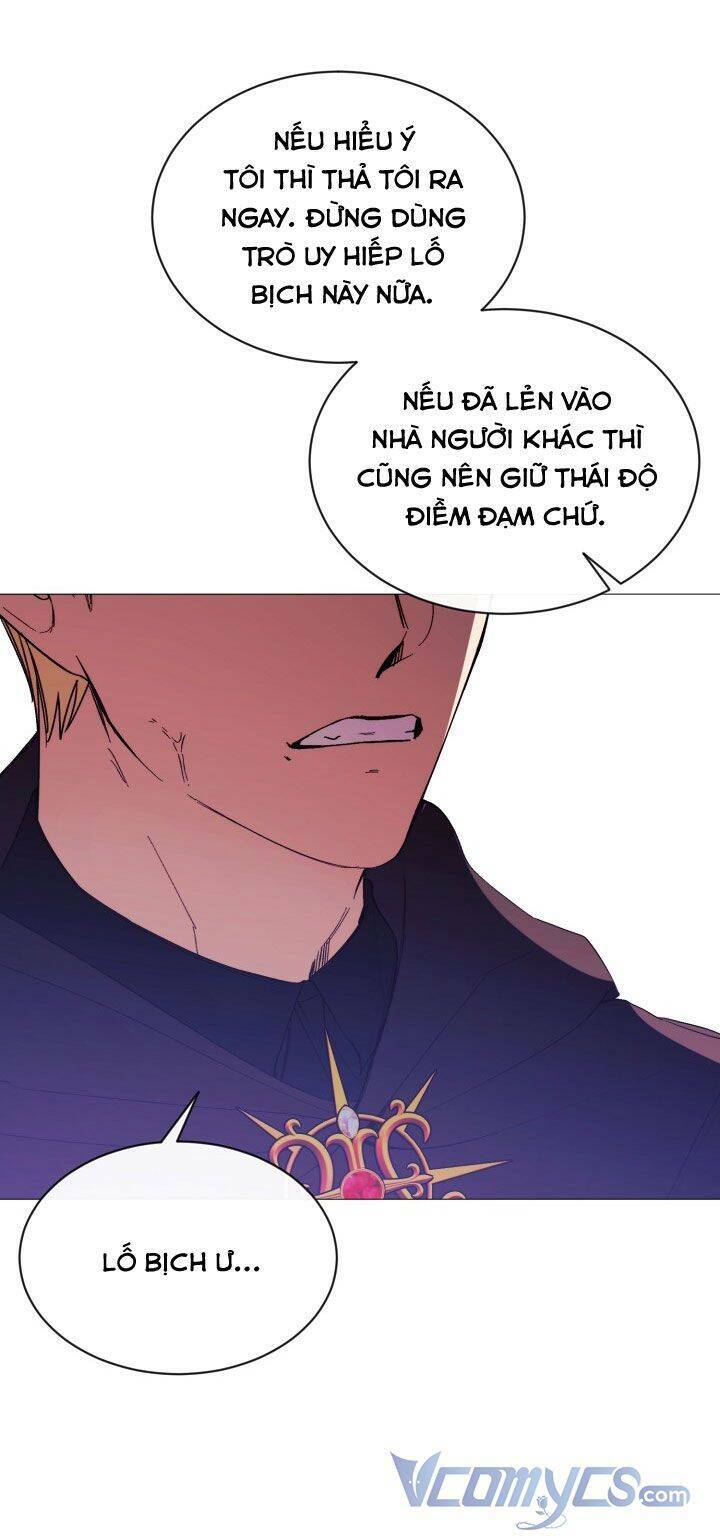 NẾU HIỂU Ý
TÔI THÌ THẢ TÔI RA
NGAY. ĐỪNG DÙNG
TRÒ UY HIẾP LỐ
BỊCH NÀY NỮA.
NẾU ĐÃ LẺN VÀO
NHÀ NGƯỜI KHÁC THÌ
CŨNG NÊN GIỮ THÁI ĐỘ
ĐIỀM ĐẠM CHỨ.
LỐ BỊCH Ư...
VCOMYCS.com